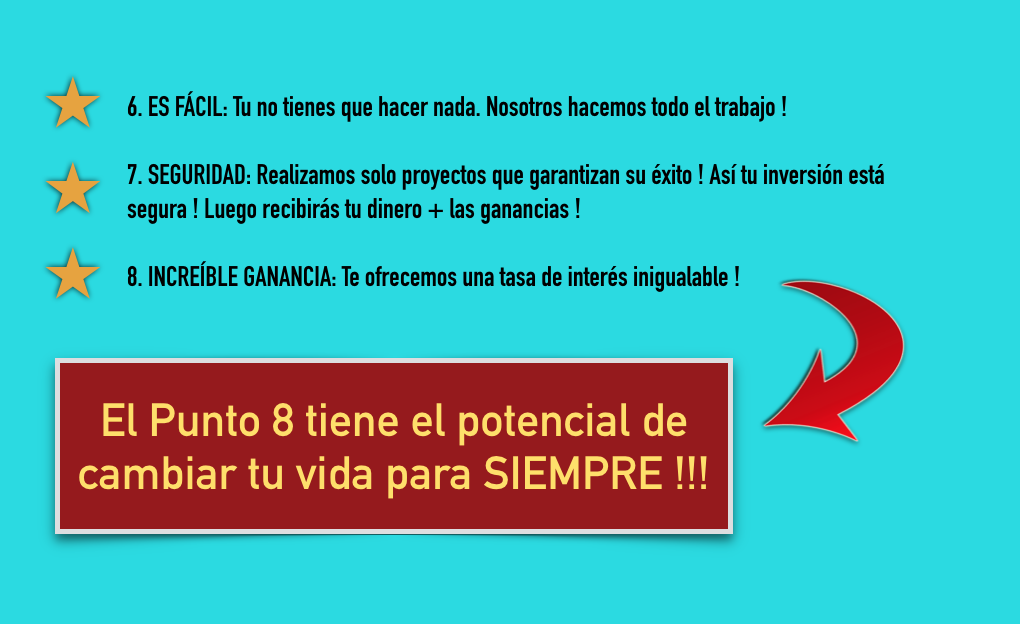 6. ES FÁCIL: Tu no tienes que hacer nada. Nosotros hacemos todo el trabajo !
7. SEGURIDAD: Realizamos solo proyectos que garantizan su éxito ! Así tu inversión está
segura ! Luego recibirás tu dinero + las ganancias !
8. INCREÍBLE GANANCIA: Te ofrecemos una tasa de interés inigualable !
El Punto 8 tiene el potencial de
cambiar tu vida para SIEMPRE !!!